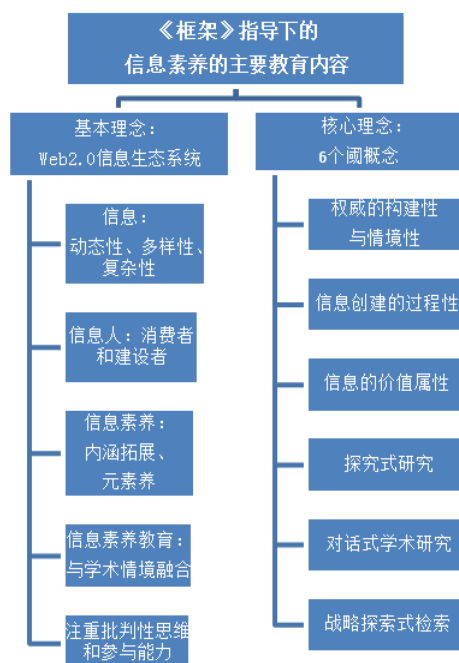 《框架》指导下的
信息素养的主要教育内容
基本理念：
Web2.0信息生态系统
信息：
动态性、多样性、
复杂性
信息人：消费者
和建设者
信息素养：
内涵拓展、
元素养
信息素养教育：
与学术情境融合
注重批判性思维
和参与能力
核心理念：
6个阈概念
权威的构建性
与情境性
信息创建的过程性
信息的价值属性
探究式研究
对话式学术研究
战略探索式检索